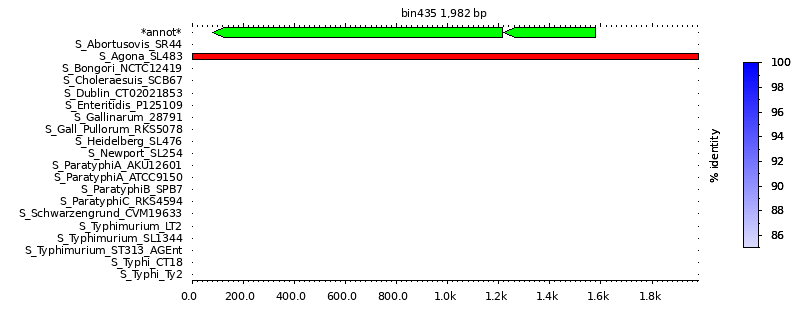 bin435 1,982 bp
*annot*
S_Abortusovis_SR44
S_Agona_SL483
S_Bongori_NCTC12419
S_Choleraesuis_SCB67
S_Dublin_CT02021853
S_Enteritidis_P125109
S_Gallinarum_28791
S_Gall_Pullorum_RKS5078
S_Heidelberg_SL476
S_Newport_SL254
S_ParatyphiA_AKU12601
S_ParatyphiA_ATCC9150
S_ParatyphiB_SPB7
S_ParatyphiC_RKS4594
S_Schwarzengrund_CVM19633
S_Typhimurium_LT2
S_Typhimurium_SL1344
S_Typhimurium_ST313_AGEnt
S_Typhi_CT18
S_Typhi_Ty2
0.0 200.0 400.0 600.0 800.0 1.0k 1.2k 1.4k 1.6k 1.8k
% identity
100
98
96
94
92
90
88
86